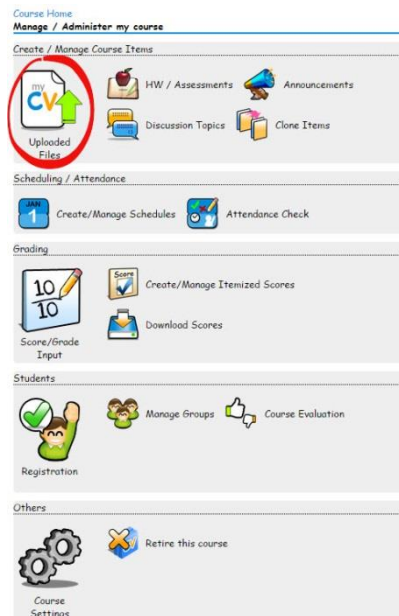 Course Home
Manage / Administer my course
Create / Manage Course Items
my
CV
Uploaded
Files
HW / Assessments
Announcements
Discussion Topics
Clone Items
Scheduling / Attendance
JAN
1
Create/Manage Schedules
Attendance Check
Grading
10
10
Score/Grade
Input
Score
Create/Manage Itemized Scores
Download Scores
Students
Registration
Manage Groups
Course Evaluation
Others
Course
Settings
Retire this course